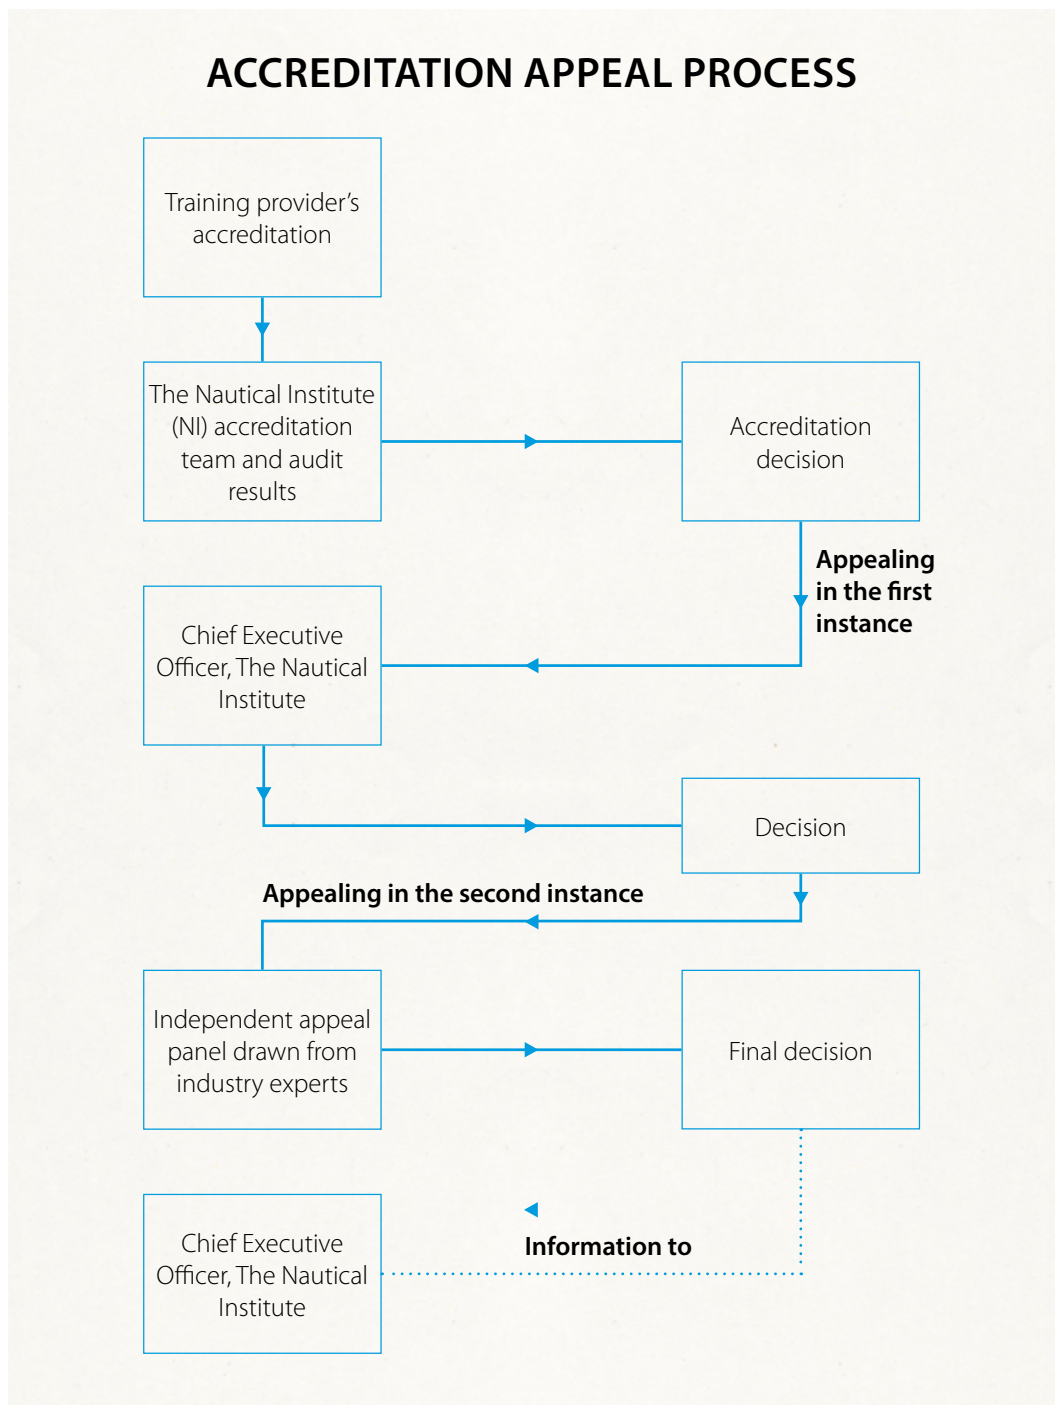 ACCREDITATION APPEAL PROCESS
Training provider’s
accreditation
The Nautical Institute
(NI) accreditation
team and audit
results
Accreditation
decision
Appealing
in the first
instance
Chief Executive
Officer, The Nautical
Institute
Decision
Appealing in the second instance
Independent appeal
panel drawn from
industry experts
Final decision
Information to
Chief Executive
Officer, The Nautical
Institute